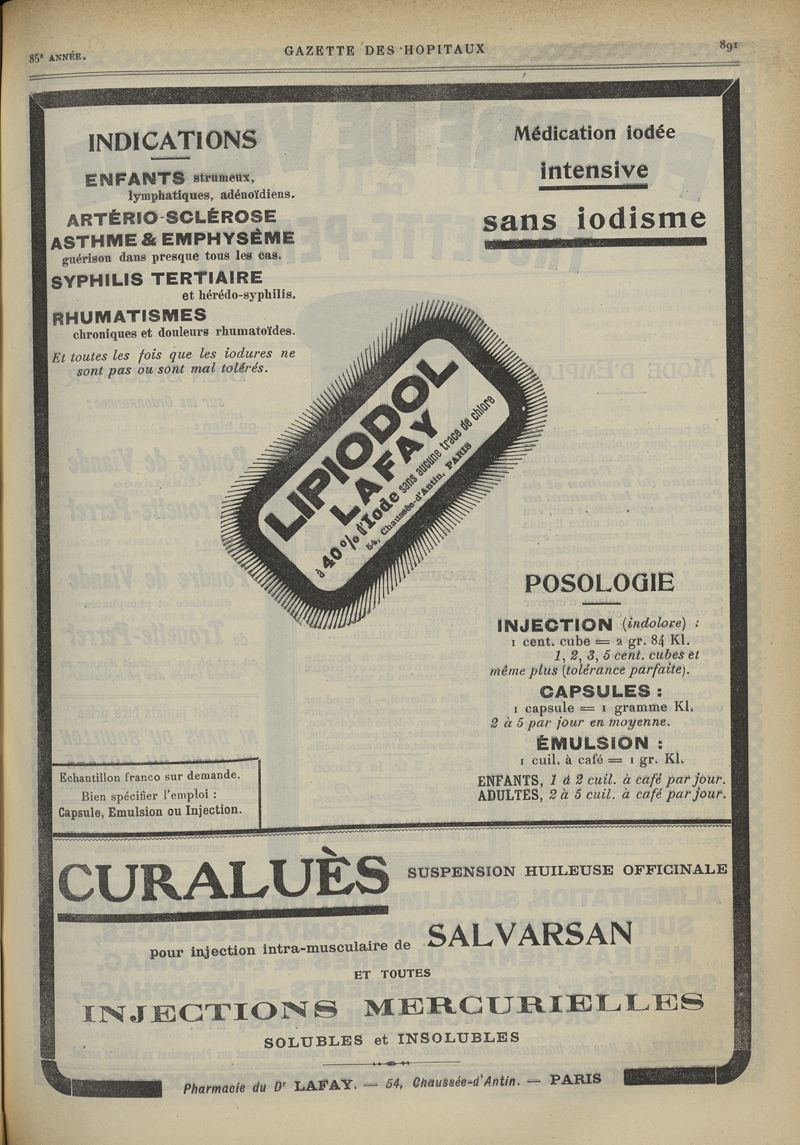 85e ANNÉE.
GAZETTE DES HOPITAUX
891
INDICATIONS
ENFANTS strumeux,
lymphatiques, adénoïdiens.
ARTÉRIO-SCLÉROSE
ASTHME & EMPHYSÈME
guérison dans presque tous les cas.
SYPHILIS TERTIAIRE
et hérédo-syphilis.
RHUMATISMES
chroniques et douleurs rhumatoïdes.
Et toutes les fois que les iodures ne
sont pas ou sont mal tolérés.
Médication iodée
intensive
sans iodisme
LIPIODOL
LAFAY
à 40% d'Iode sans aucune trace de chlore
54, Chaussée-d'Antin, PARIS
POSOLOGIE
INJECTION (indolore) :
1 cent. cube = 2 gr. 84 Kl.
1, 2, 3, 5 cent. cubes et
même plus (tolérance parfaite).
CAPSULES :
1 capsule = 1 gramme Kl.
2 à 5 par jour en moyenne.
ÉMULSION :
1 cuil. à café = 1 gr. Kl.
ENFANTS, 1 à 2 cuil. à café par jour.
ADULTES, 2 à 5 cuil. à café par jour.
Echantillon franco sur demande.
Bien spécifier l'emploi :
Capsule, Emulsion ou Injection.
CURALUÈS SUSPENSION HUILEUSE OFFICINALE
pour injection intra-musculaire de SALVARSAN
ET TOUTES
INJECTIONS MERCURIELLES
SOLUBLES et INSOLUBLES
Pharmacie du Dr LAFAY. — 54, Chaussée-d'Antin. — PARIS